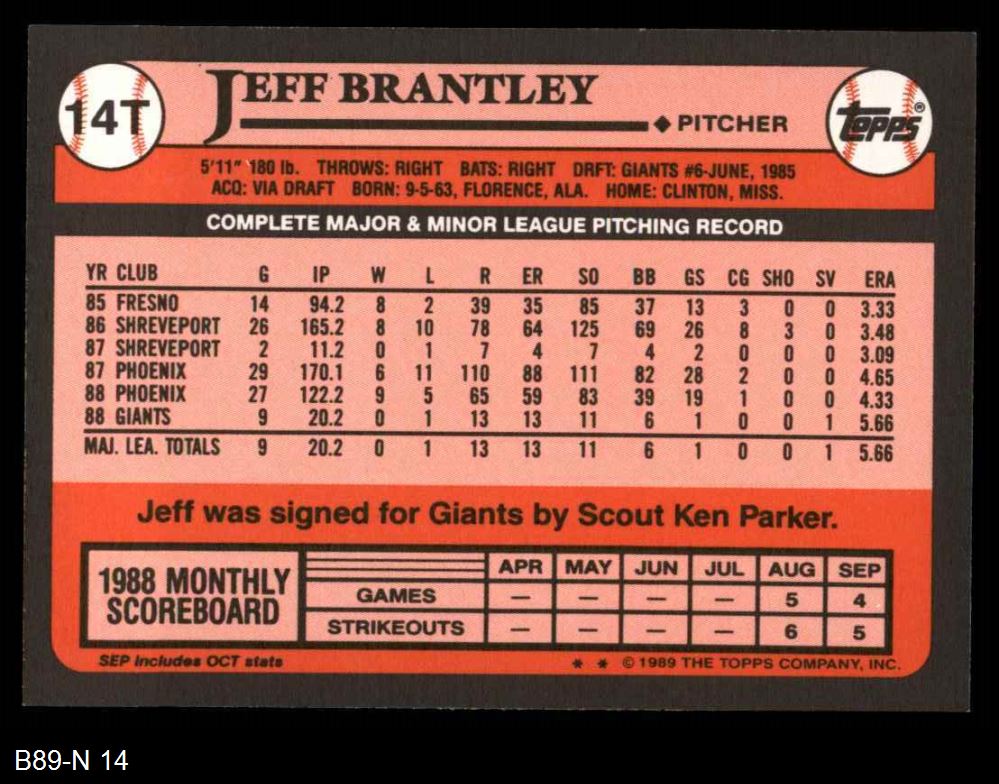 14T
JEFF BRANTLEY
◆ PITCHER
TOPPS®
5'11" 180 lb. THROWS: RIGHT BATS: RIGHT DRFT: GIANTS #6-JUNE, 1985
ACQ: VIA DRAFT BORN: 9-5-63, FLORENCE, ALA. HOME: CLINTON, MISS.
COMPLETE MAJOR & MINOR LEAGUE PITCHING RECORD
YR CLUB G IP W L R ER SO BB GS CG SHO SV ERA
85 FRESNO 14 94.2 8 2 39 35 85 37 13 3 0 0 3.33
86 SHREVEPORT 26 165.2 8 10 78 64 125 69 26 8 3 0 3.48
87 SHREVEPORT 2 11.2 0 1 7 4 7 4 2 0 0 0 3.09
87 PHOENIX 29 170.1 6 11 110 88 111 82 28 2 0 0 4.65
88 PHOENIX 27 122.2 9 5 65 59 83 39 19 1 0 0 4.33
88 GIANTS 9 20.2 0 1 13 13 11 6 1 0 0 1 5.66
MAJ. LEA. TOTALS 9 20.2 0 1 13 13 11 6 1 0 0 1 5.66
Jeff was signed for Giants by Scout Ken Parker.
1988 MONTHLY
SCOREBOARD
APR MAY JUN JUL AUG SEP
GAMES — — — — 5 4
STRIKEOUTS — — — — 6 5
SEP includes OCT stats
* * © 1989 THE TOPPS COMPANY, INC.
B89-N 14